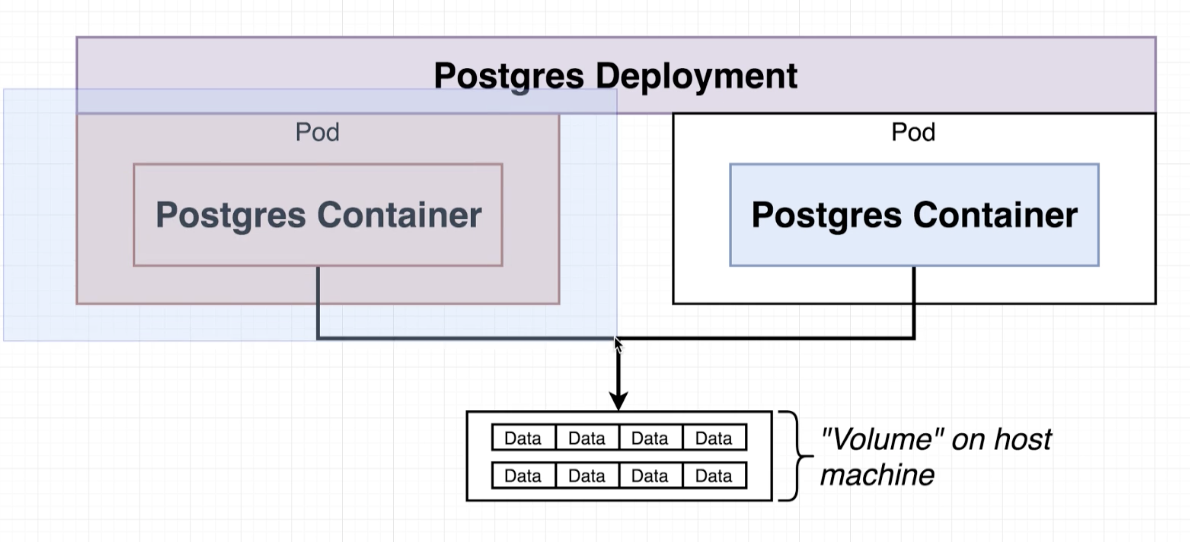 Postgres Deployment
Pod
Pod
Postgres Container
Postgres Container
Data Data Data Data
Data Data Data Data
"Volume" on host
machine